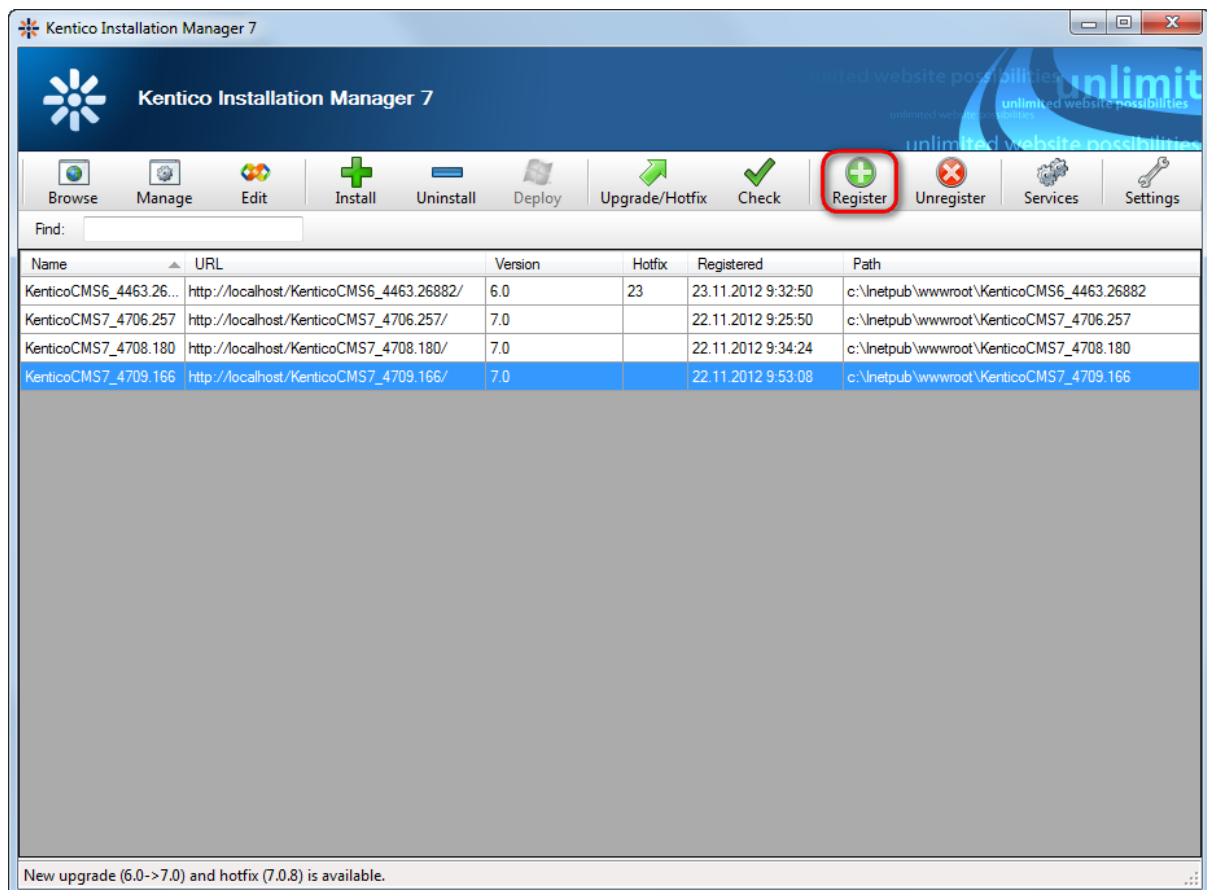 Kentico Installation Manager 7
Kentico Installation Manager 7
website possibilities
unlimit
unlimited website possibilities
unlimited website possibilities
unlimited website possibilities
Browse Manage Edit Install Uninstall Deploy Upgrade/Hotfix Check Register Unregister Services Settings
Find:
Name URL Version Hotfix Registered Path
KenticoCMS6_4463.26... http://localhost/KenticoCMS6_4463.26882/ 6.0 23 23.11.2012 9:32:50 c:\Inetpub\wwwroot\KenticoCMS6_4463.26882
KenticoCMS7_4706.257 http://localhost/KenticoCMS7_4706.257/ 7.0 22.11.2012 9:25:50 c:\Inetpub\wwwroot\KenticoCMS7_4706.257
KenticoCMS7_4708.180 http://localhost/KenticoCMS7_4708.180/ 7.0 22.11.2012 9:34:24 c:\Inetpub\wwwroot\KenticoCMS7_4708.180
KenticoCMS7_4709.166 http://localhost/KenticoCMS7_4709.166/ 7.0 22.11.2012 9:53:08 c:\Inetpub\wwwroot\KenticoCMS7_4709.166
New upgrade (6.0->7.0) and hotfix (7.0.8) is available.